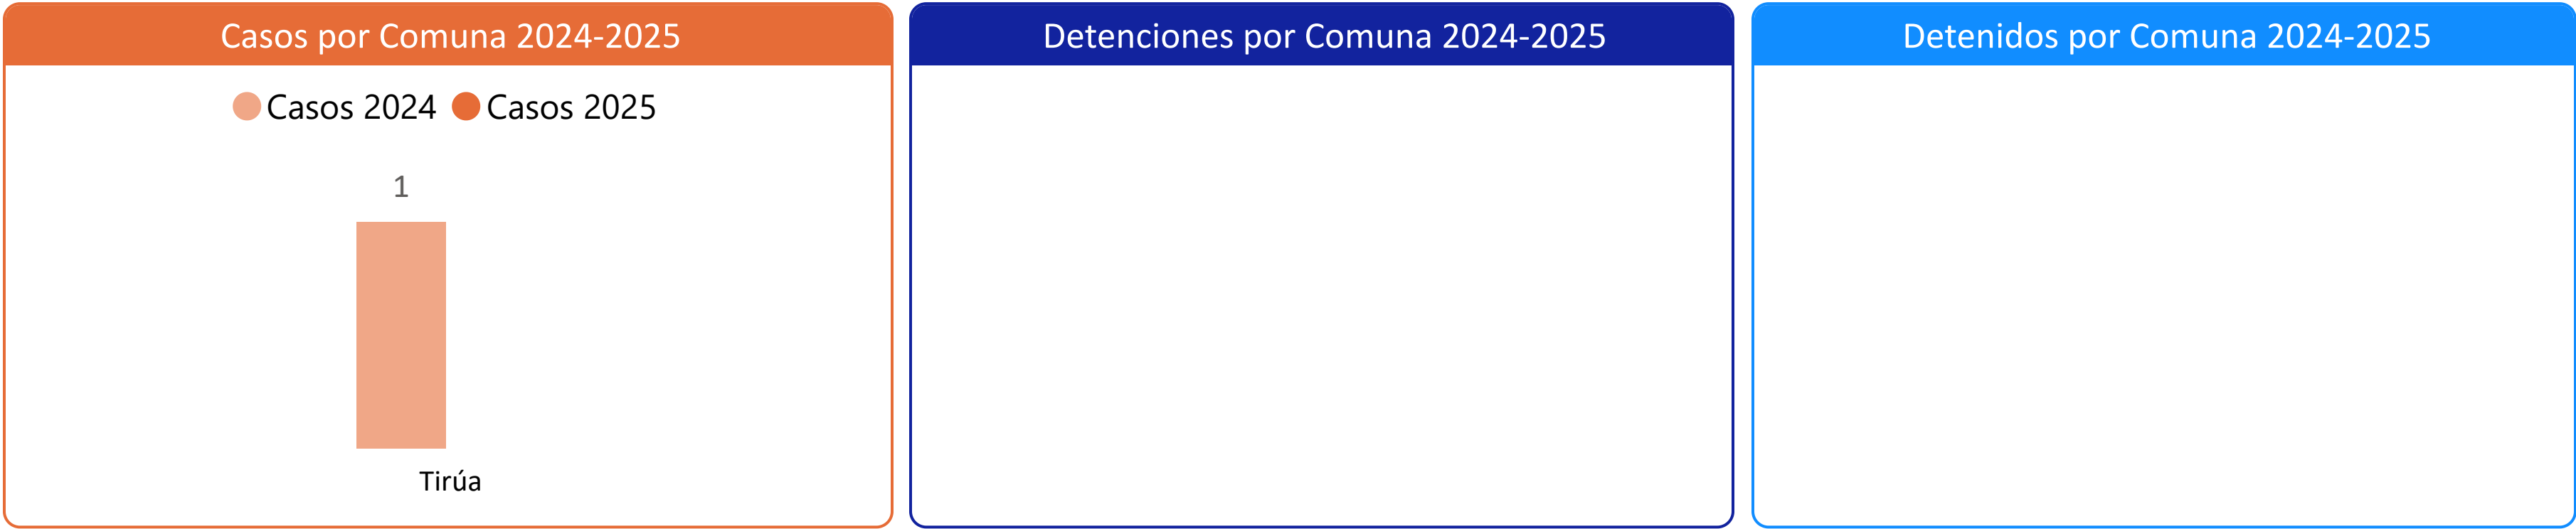 Casos por Comuna 2024-2025
Casos 2024 Casos 2025
1
Tirúa
Detenciones por Comuna 2024-2025
Detenidos por Comuna 2024-2025